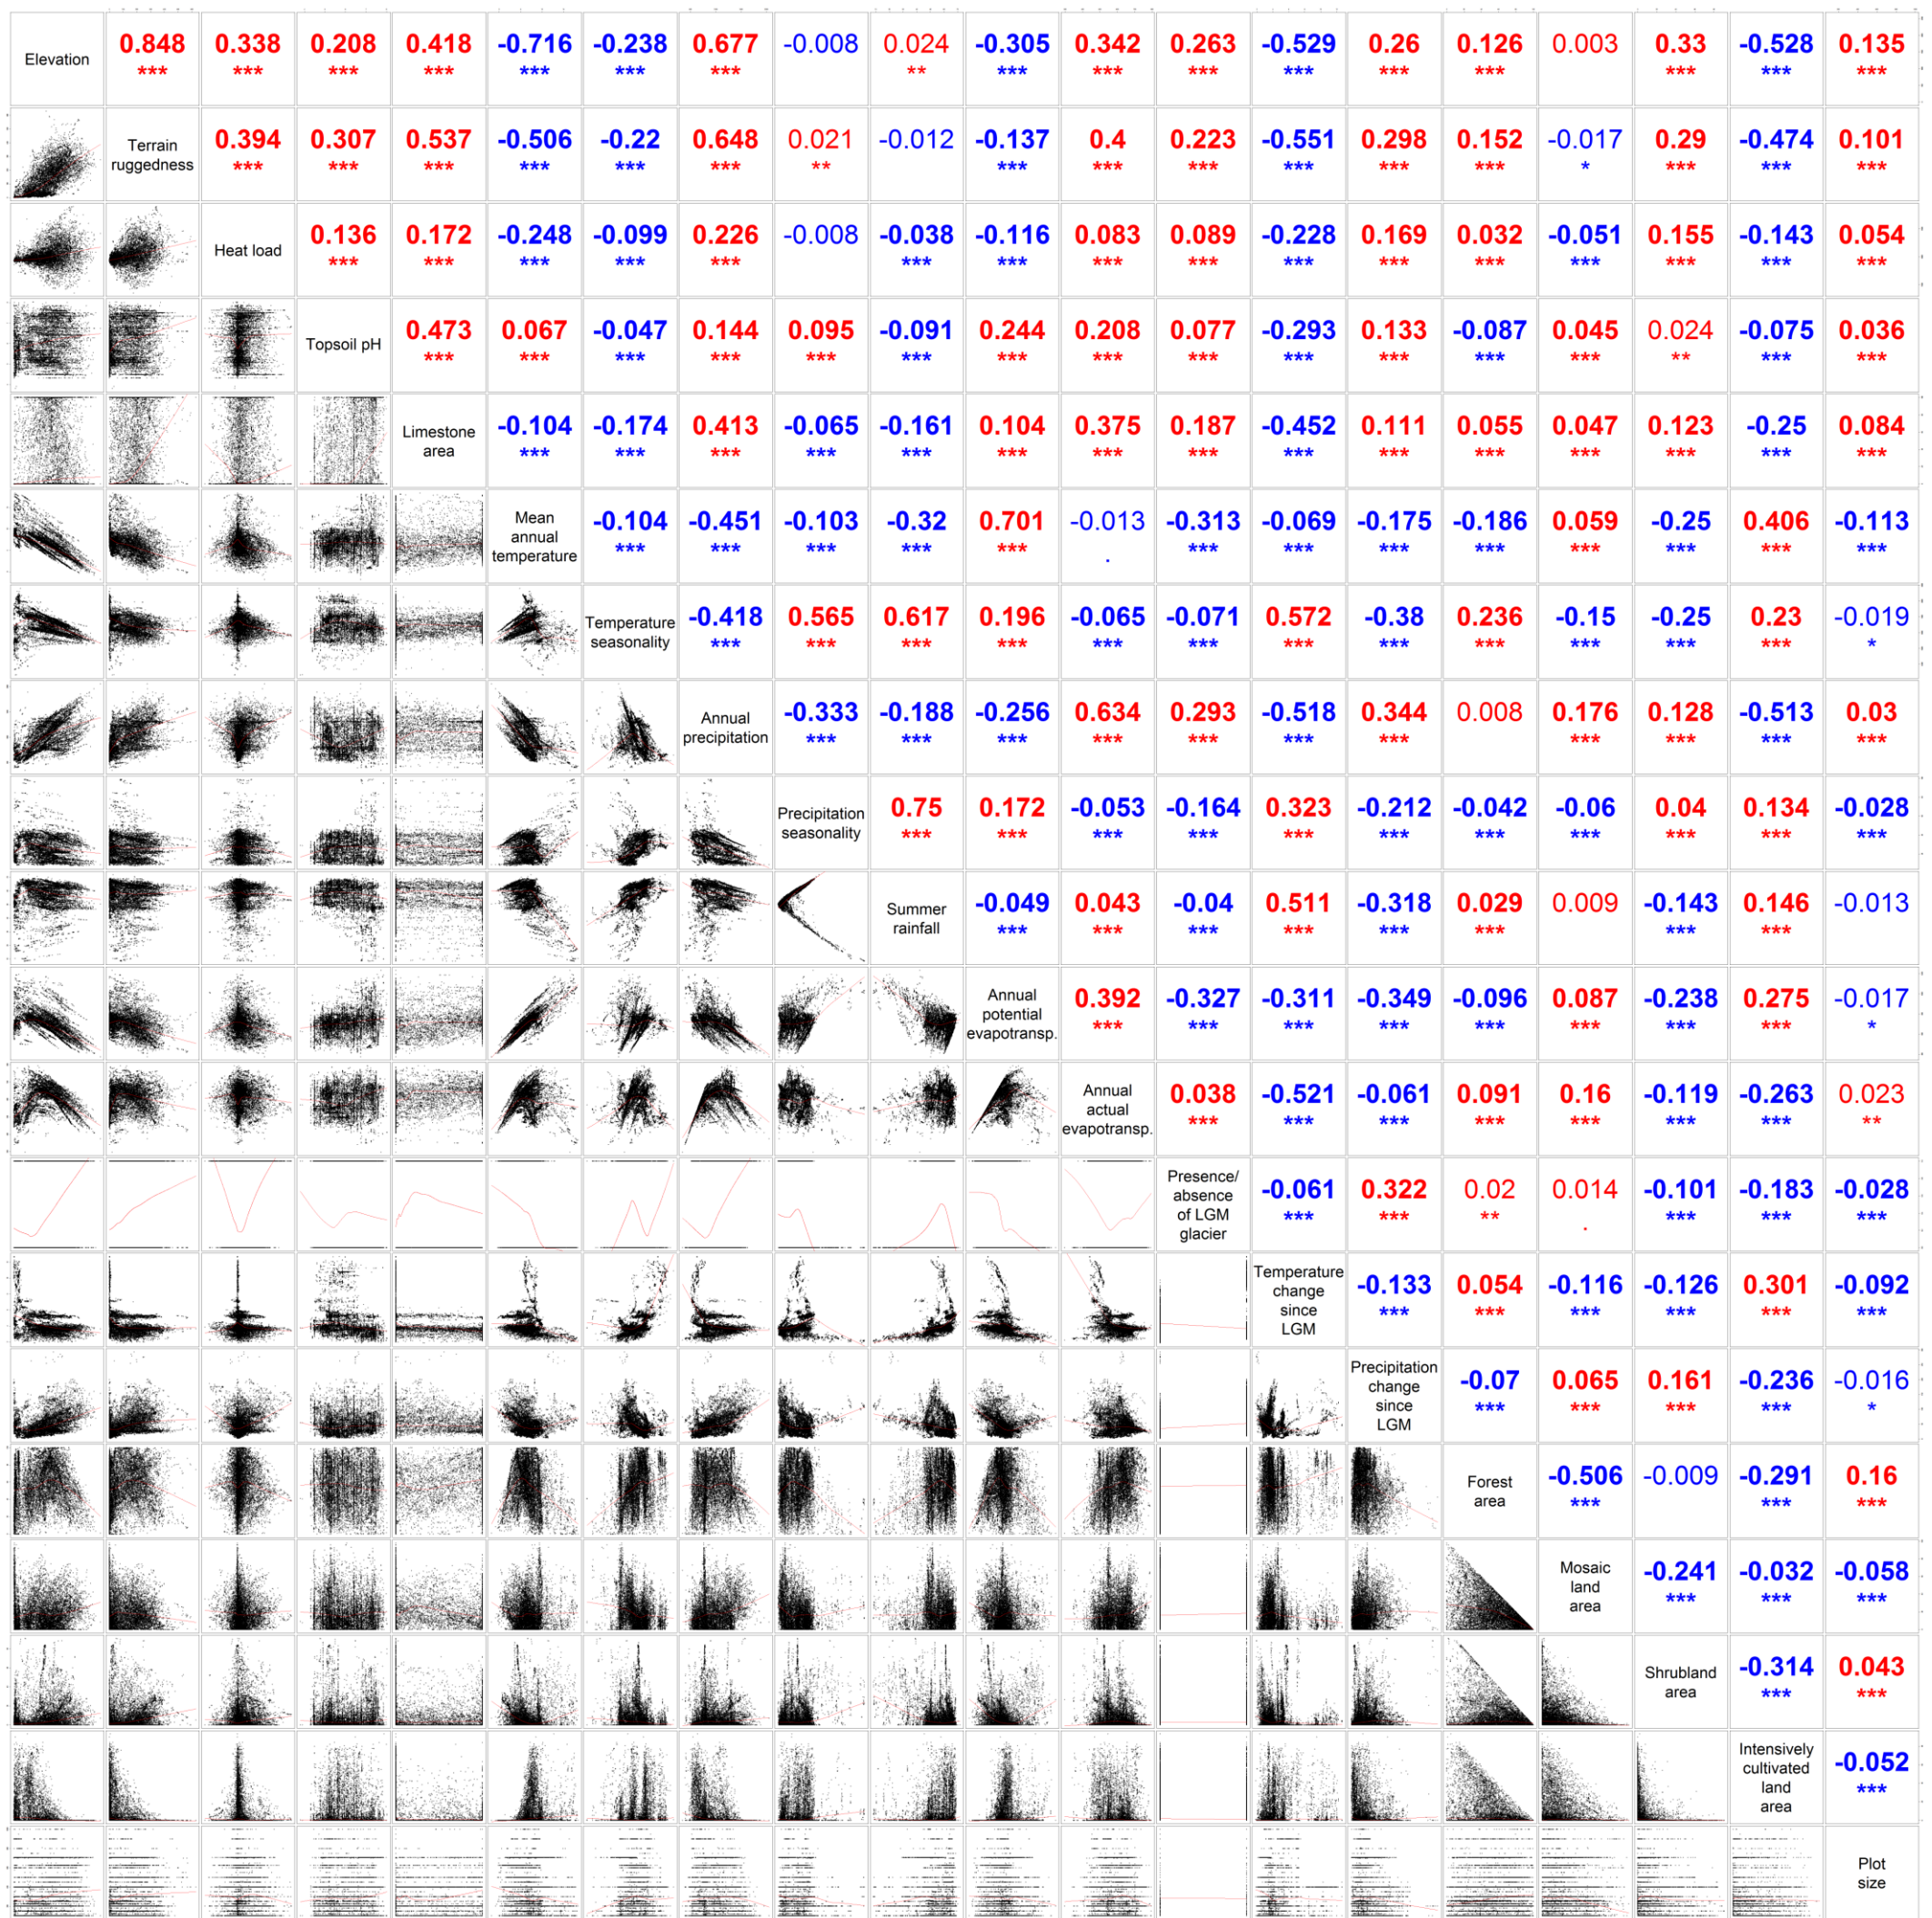 Elevation 0.848 0.338 0.208 0.418 -0.716 -0.238 0.677 -0.008 0.024 -0.305 0.342 0.263 -0.529 0.26 0.126 0.003 0.33 -0.528 0.135
*** *** *** *** *** *** *** ** *** *** *** *** *** *** *** *** ***
Terrain
ruggedness 0.394 0.307 0.537 -0.506 -0.22 0.648 0.021 -0.012 -0.137 0.4 0.223 -0.551 0.298 0.152 -0.017 0.29 -0.474 0.101
*** *** *** *** *** *** ** *** *** *** *** *** *** * *** *** ***
Heat load 0.136 0.172 -0.248 -0.099 0.226 -0.008 -0.038 -0.116 0.083 0.089 -0.228 0.169 0.032 -0.051 0.155 -0.143 0.054
*** *** *** *** *** *** *** *** *** *** *** *** *** *** *** ***
Topsoil pH 0.473 0.067 -0.047 0.144 0.095 -0.091 0.244 0.208 0.077 -0.293 0.133 -0.087 0.045 0.024 -0.075 0.036
*** *** *** *** *** *** *** *** *** *** *** *** *** ** *** ***
Limestone
area -0.104 -0.174 0.413 -0.065 -0.161 0.104 0.375 0.187 -0.452 0.111 0.055 0.047 0.123 -0.25 0.084
*** *** *** *** *** *** *** *** *** *** *** *** *** *** ***
Mean
annual
temperature -0.104 -0.451 -0.103 -0.32 0.701 -0.013 -0.313 -0.069 -0.175 -0.186 0.059 -0.25 0.406 -0.113
*** *** *** *** *** . *** *** *** *** *** *** *** ***
Temperature
seasonality -0.418 0.565 0.617 0.196 -0.065 -0.071 0.572 -0.38 0.236 -0.15 -0.25 0.23 -0.019
*** *** *** *** *** *** *** *** *** *** *** *** *
Annual
precipitation -0.333 -0.188 -0.256 0.634 0.293 -0.518 0.344 0.008 0.176 0.128 -0.513 0.03
*** *** *** *** *** *** *** *** *** *** ***
Precipitation
seasonality 0.75 0.172 -0.053 -0.164 0.323 -0.212 -0.042 -0.06 0.04 0.134 -0.028
*** *** *** *** *** *** *** *** *** *** ***
Summer
rainfall -0.049 0.043 -0.04 0.511 -0.318 0.029 0.009 -0.143 0.146 -0.013
*** *** *** *** *** *** *** ***
Annual
potential
evapotransp. 0.392 -0.327 -0.311 -0.349 -0.096 0.087 -0.238 0.275 -0.017
*** *** *** *** *** *** *** *** *
Annual
actual
evapotransp. 0.038 -0.521 -0.061 0.091 0.16 -0.119 -0.263 0.023
*** *** *** *** *** *** *** **
Presence/
absence
of LGM
glacier -0.061 0.322 0.02 0.014 -0.101 -0.183 -0.028
*** *** ** . *** *** ***
Temperature
change
since
LGM -0.133 0.054 -0.116 -0.126 0.301 -0.092
*** *** *** *** *** ***
Precipitation
change
since
LGM -0.07 0.065 0.161 -0.236 -0.016
*** *** *** *** *
Forest
area -0.506 -0.009 -0.291 0.16
*** *** ***
Mosaic
land
area -0.241 -0.032 -0.058
*** *** ***
Shrubland
area -0.314 0.043
*** ***
Intensively
cultivated
land
area -0.052
***
Plot
size